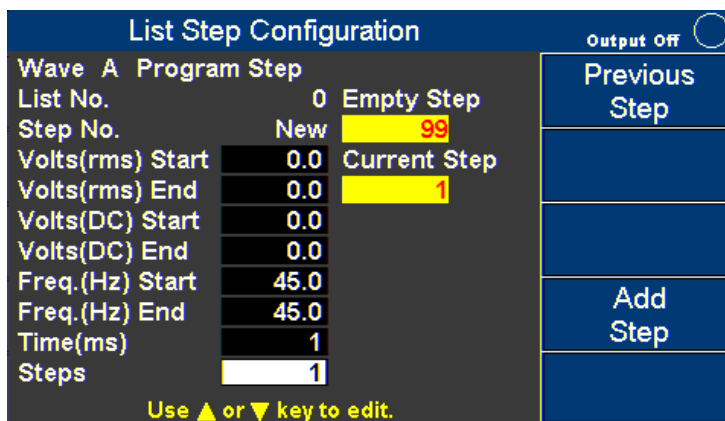 List Step Configuration
Output Off
Wave A Program Step
List No. 0 Empty Step
Step No. New 99
Volts(rms) Start 0.0 Current Step
Volts(rms) End 0.0 1
Volts(DC) Start 0.0
Volts(DC) End 0.0
Freq.(Hz) Start 45.0
Freq.(Hz) End 45.0
Time(ms) 1
Steps 1
Use ▲ or ▼ key to edit.
Previous
Step
Add
Step